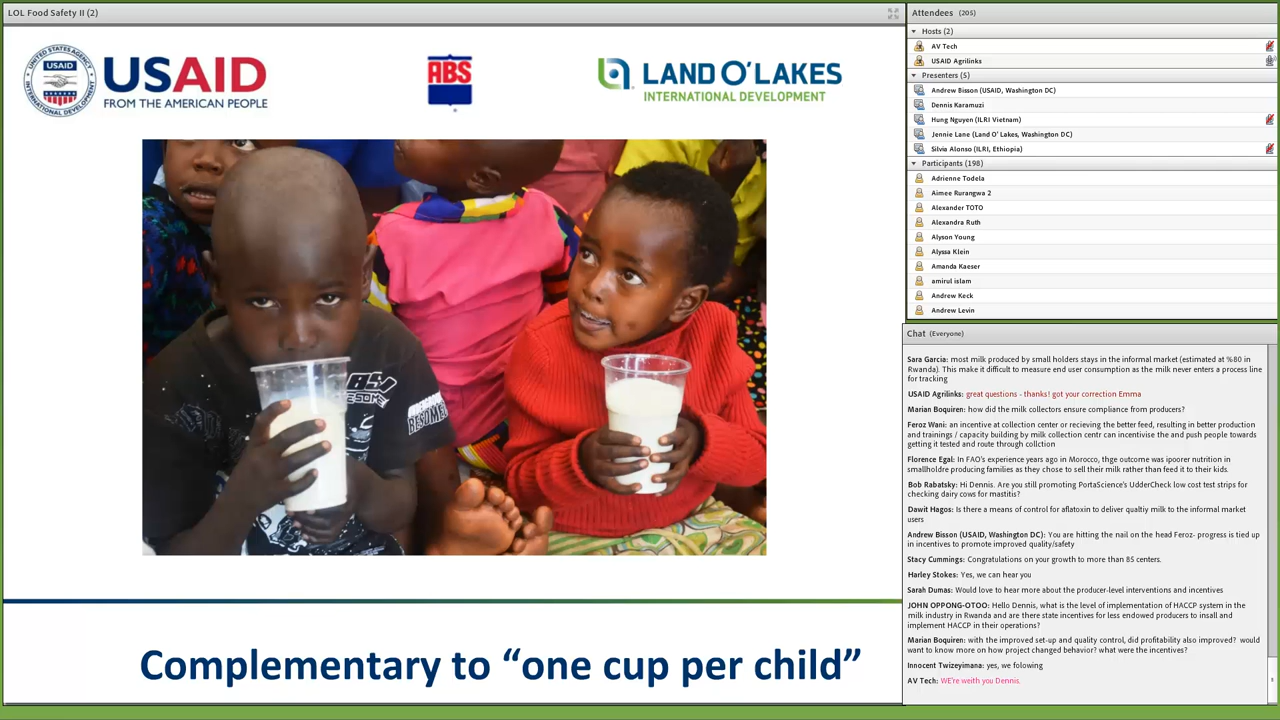 LOL Food Safety II (2)
UNITED STATES AGENCY
USAID
INTERNATIONAL DEVELOPMENT
USAID
FROM THE AMERICAN PEOPLE
ABS
LAND O'LAKES
INTERNATIONAL DEVELOPMENT
Complementary to “one cup per child”
Attendees (205)
Hosts (2)
AV Tech
USAID Agrilinks
Presenters (5)
Andrew Bisson (USAID, Washington DC)
Dennis Karamuzi
Hung Nguyen (ILRI Vietnam)
Jennie Lane (Land O' Lakes, Washington DC)
Silvia Alonso (ILRI, Ethiopia)
Participants (198)
Adrienne Todela
Aimee Rurangwa 2
Alexander TOTO
Alexandra Ruth
Alyson Young
Alyssa Klein
Amanda Kaeser
amirul islam
Andrew Keck
Andrew Levin
Chat (Everyone)
Sara Garcia: most milk produced by small holders stays in the informal market (estimated at %80 in
Rwanda). This make it difficult to measure end user consumption as the milk never enters a process line
for tracking
USAID Agrilinks: great questions - thanks! got your correction Emma
Marian Boquiren: how did the milk collectors ensure compliance from producers?
Feroz Wani: an incentive at collection center or recieving the better feed, resulting in better production
and trainings / capacity building by milk collection centr can incentivise the and push people towards
getting it tested and route through collction
Florence Egal: In FAO's experience years ago in Morocco, thge outcome was ipoorer nutrition in
smallholdre producing families as they chose to sell their milk rather than feed it to their kids.
Bob Rabatsky: Hi Dennis. Are you still promoting PortaScience's UdderCheck low cost test strips for
checking dairy cows for mastitis?
Dawit Hagos: Is there a means of control for aflatoxin to deliver qualtiy milk to the informal market
users
Andrew Bisson (USAID, Washington DC): You are hitting the nail on the head Feroz- progress is tied up
in incentives to promote improved quality/safety
Stacy Cummings: Congratulations on your growth to more than 85 centers.
Harley Stokes: Yes, we can hear you
Sarah Dumas: Would love to hear more about the producer-level interventions and incentives
JOHN OPPONG-OTOO: Hello Dennis, what is the level of implementation of HACCP system in the
milk industry in Rwanda and are there state incentives for less endowed producers to insall and
implement HACCP in their operations?
Marian Boquiren: with the improved set-up and quality control, did profitability also improved? would
want to know more on how project changed behavior? what were the incentives?
Innocent Twizeyimana: yes, we folowing
AV Tech: WE're weith you Dennis